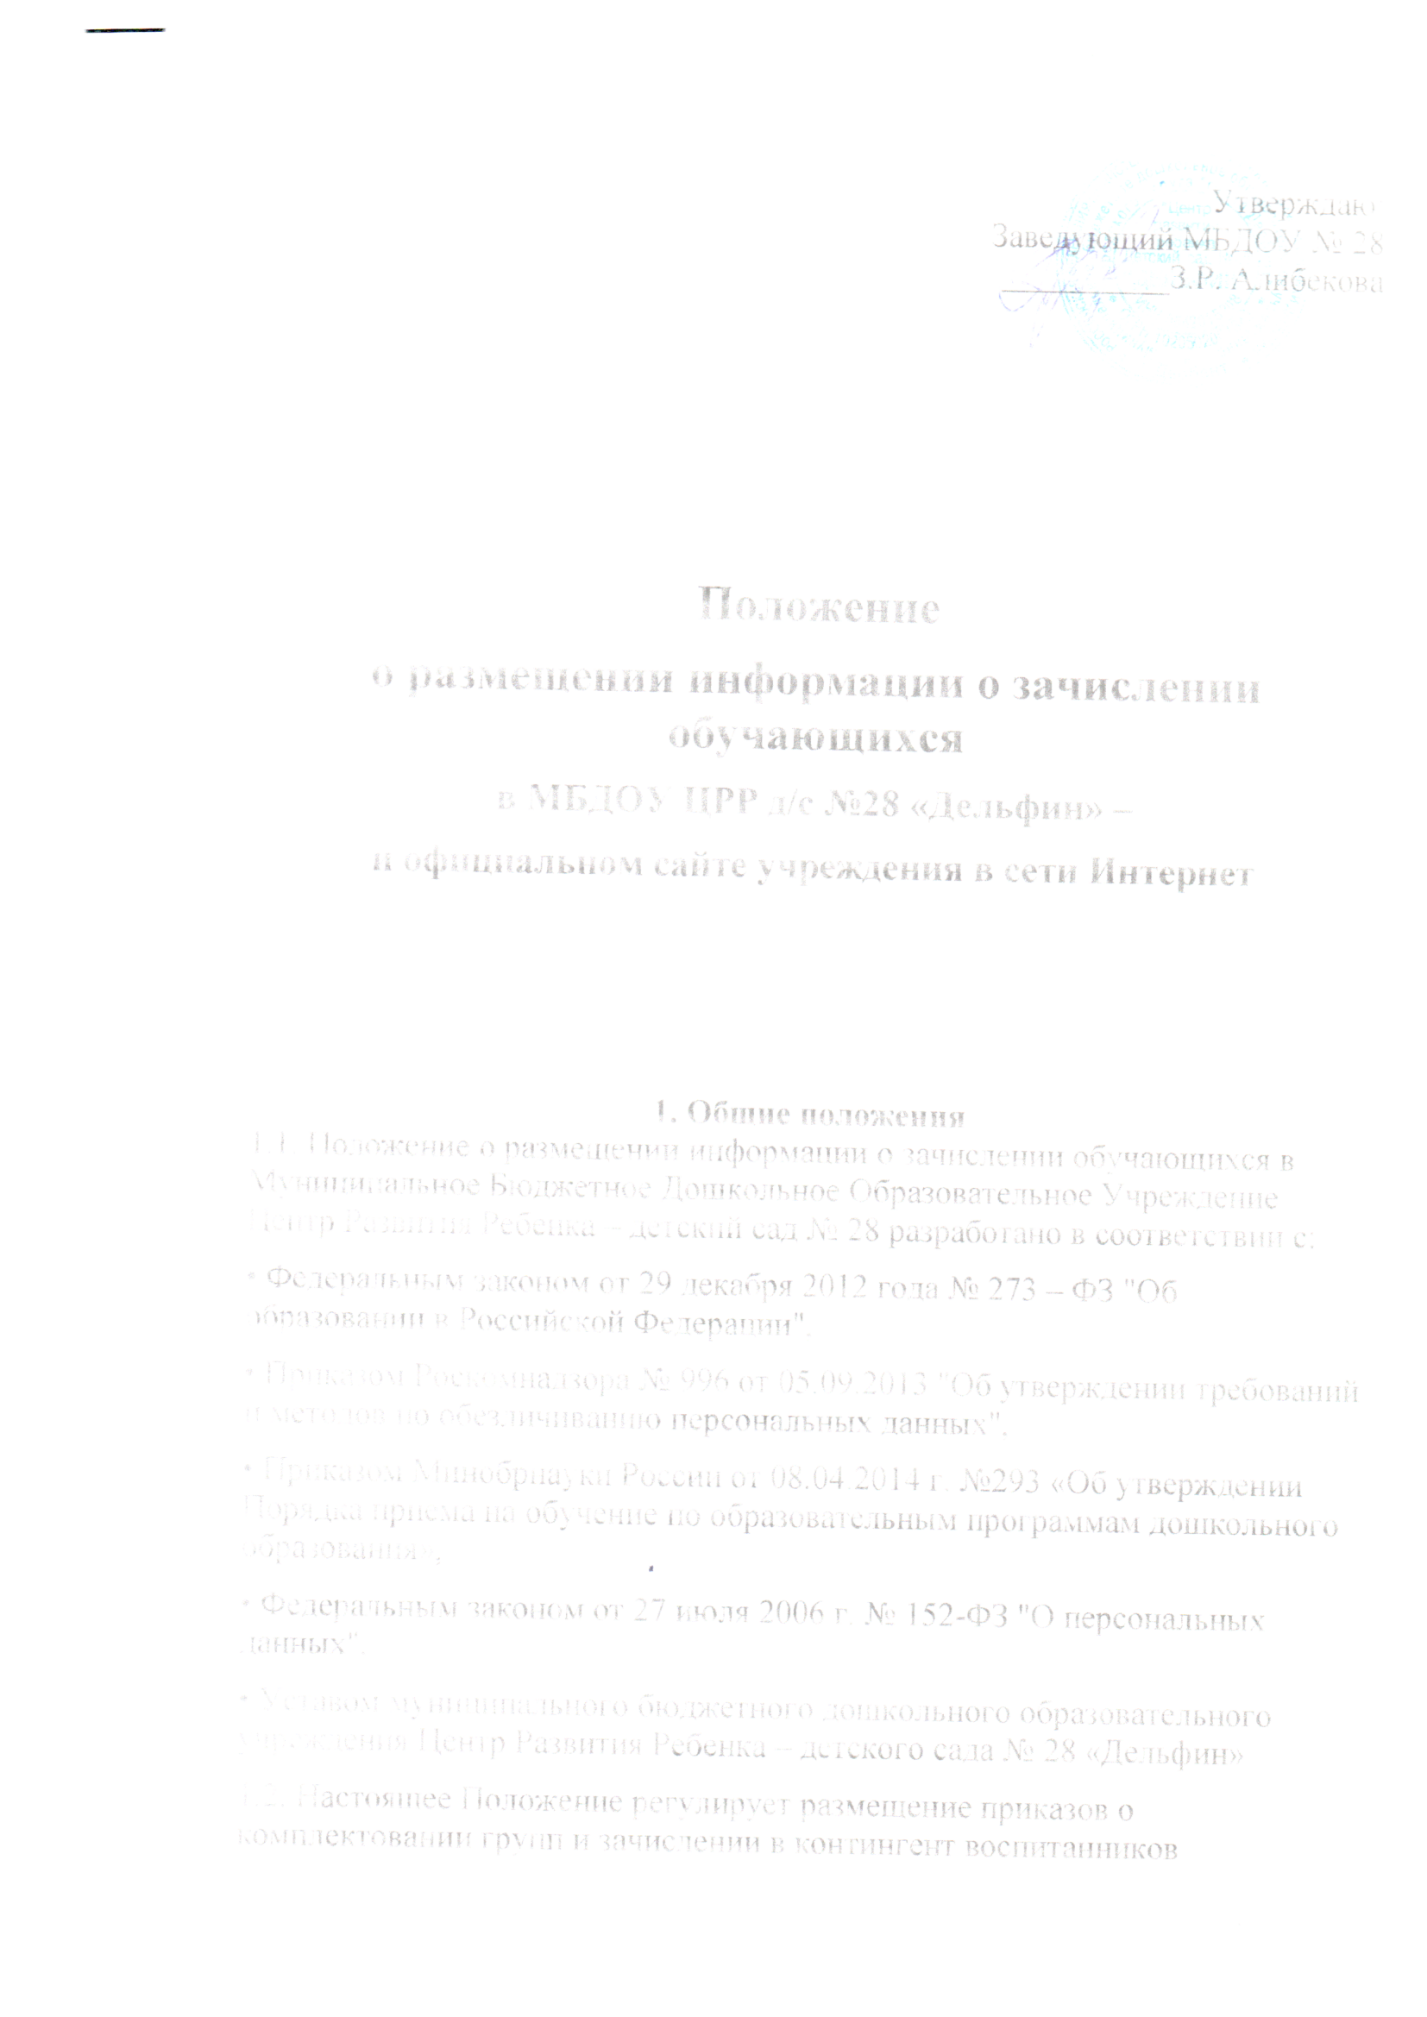 Утверждаю
Заведующий МБДОУ № 28
__________З.Р. Алибекова
Положение
о размещении информации о зачислении
обучающихся
в МБДОУ ЦРР д/с №28 «Дельфин» –
и официальном сайте учреждения в сети Интернет
1. Общие положения
1.1. Положение о размещении информации о зачислении обучающихся в
Муниципальное Бюджетное Дошкольное Образовательное Учреждение
Центр Развития Ребенка – детский сад № 28 разработано в соответствии с:
• Федеральным законом от 29 декабря 2012 года № 273 – ФЗ "Об
образовании в Российской Федерации".
• Приказом Роскомнадзора № 996 от 05.09.2013 "Об утверждении требований
и методов по обезличиванию персональных данных".
• Приказом Минобрнауки России от 08.04.2014 г. №293 «Об утверждении
Порядка приема на обучение по образовательным программам дошкольного
образования»,
• Федеральным законом от 27 июля 2006 г. № 152-ФЗ "О персональных
данных".
• Уставом муниципального бюджетного дошкольного образовательного
учреждения Центр Развития Ребенка – детского сада № 28 «Дельфин»
1.2. Настоящее Положение регулирует размещение приказов о
комплектовании групп и зачислении в контингент воспитанников